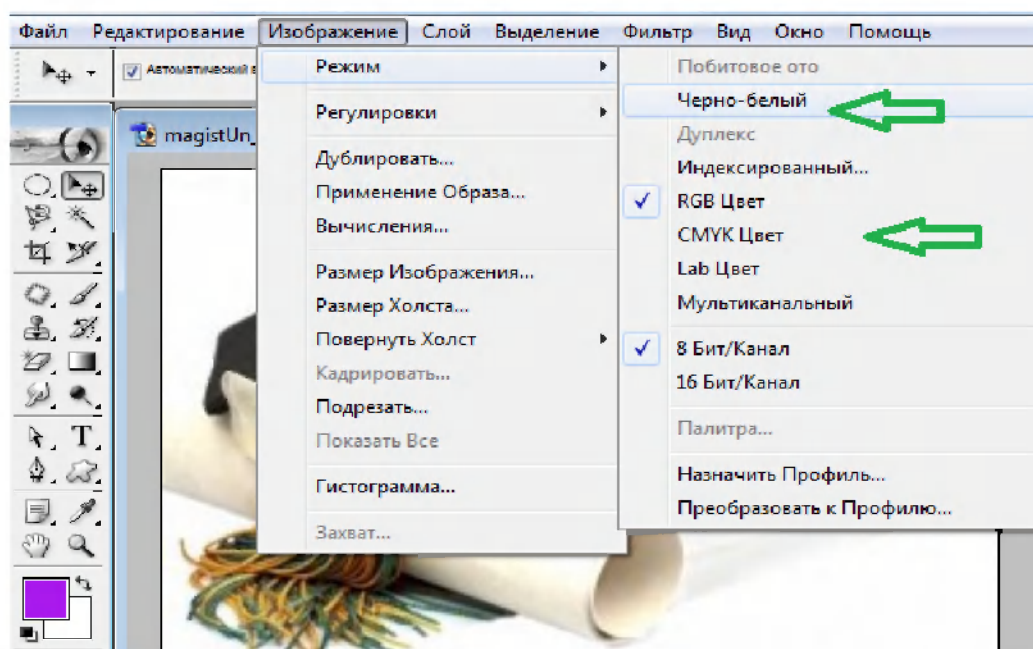 Файл Редактирование Изображение Слой Выделение Фильтр Вид Окно Помощь
Автоматический в
magistUn_
Режим
Регулировки
Дублировать...
Применение Образа...
Вычисления...
Размер Изображения...
Размер Холста...
Повернуть Холст
Кадрировать...
Подрезать...
Показать Все
Гистограмма...
Захват...
Побитовое ото
Черно-белый
Дуплекс
Индексированный...
RGB Цвет
CMYK Цвет
Lab Цвет
Мультиканальный
8 Бит/Канал
16 Бит/Канал
Палитра...
Назначить Профиль...
Преобразовать к Профилю...
T